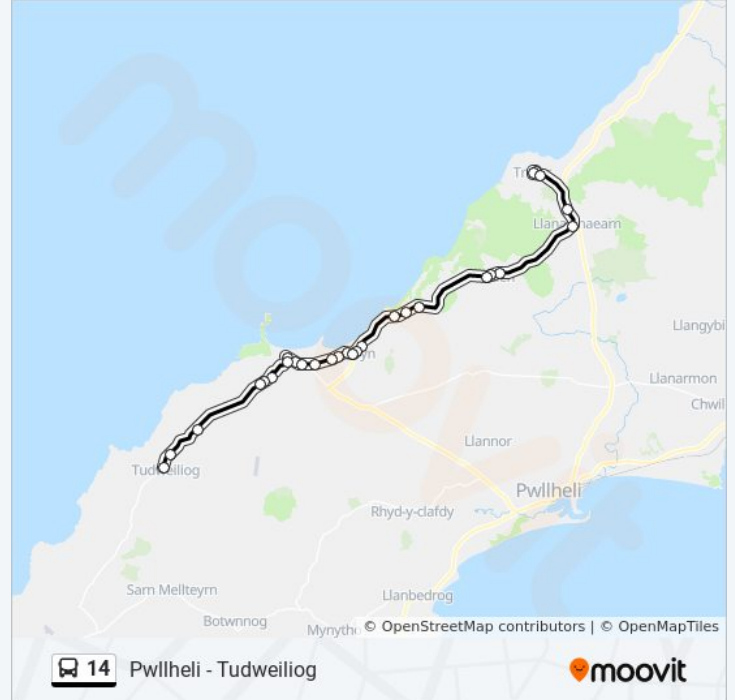 Llangybi
Llanarmon
Chwil
Llannor
Pwllheli
Tudweiliog
Rhyd-y-clafdy
Sarn Mellteyrn
Llanbedrog
Botwnnog
Mynytho
© OpenStreetMap contributors | © OpenMapTiles
14 Pwllheli - Tudweiliog
moovit